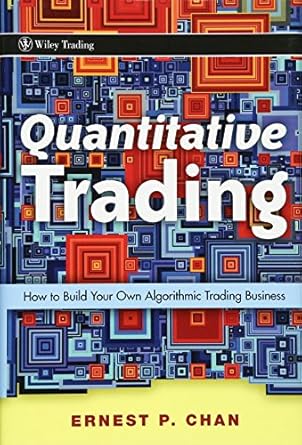 Wiley Trading
Quantitative
Trading
How to Build Your Own Algorithmic Trading Business
ERNEST P. CHAN